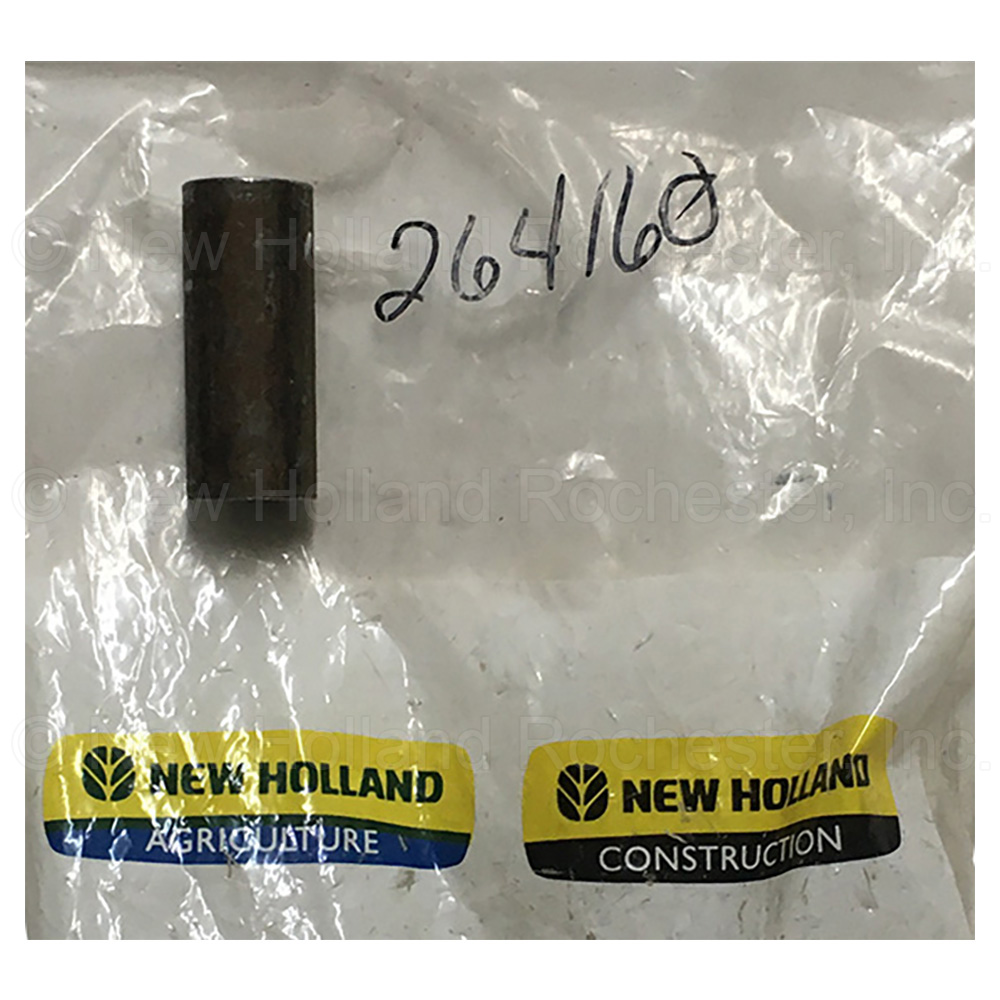 264160
© New Holland Rochester, Inc.
© New Holland Rochester, Inc.
© New Holland Rochester, Inc.
NEW HOLLAND
AGRICULTURE
NEW HOLLAND
CONSTRUCTION